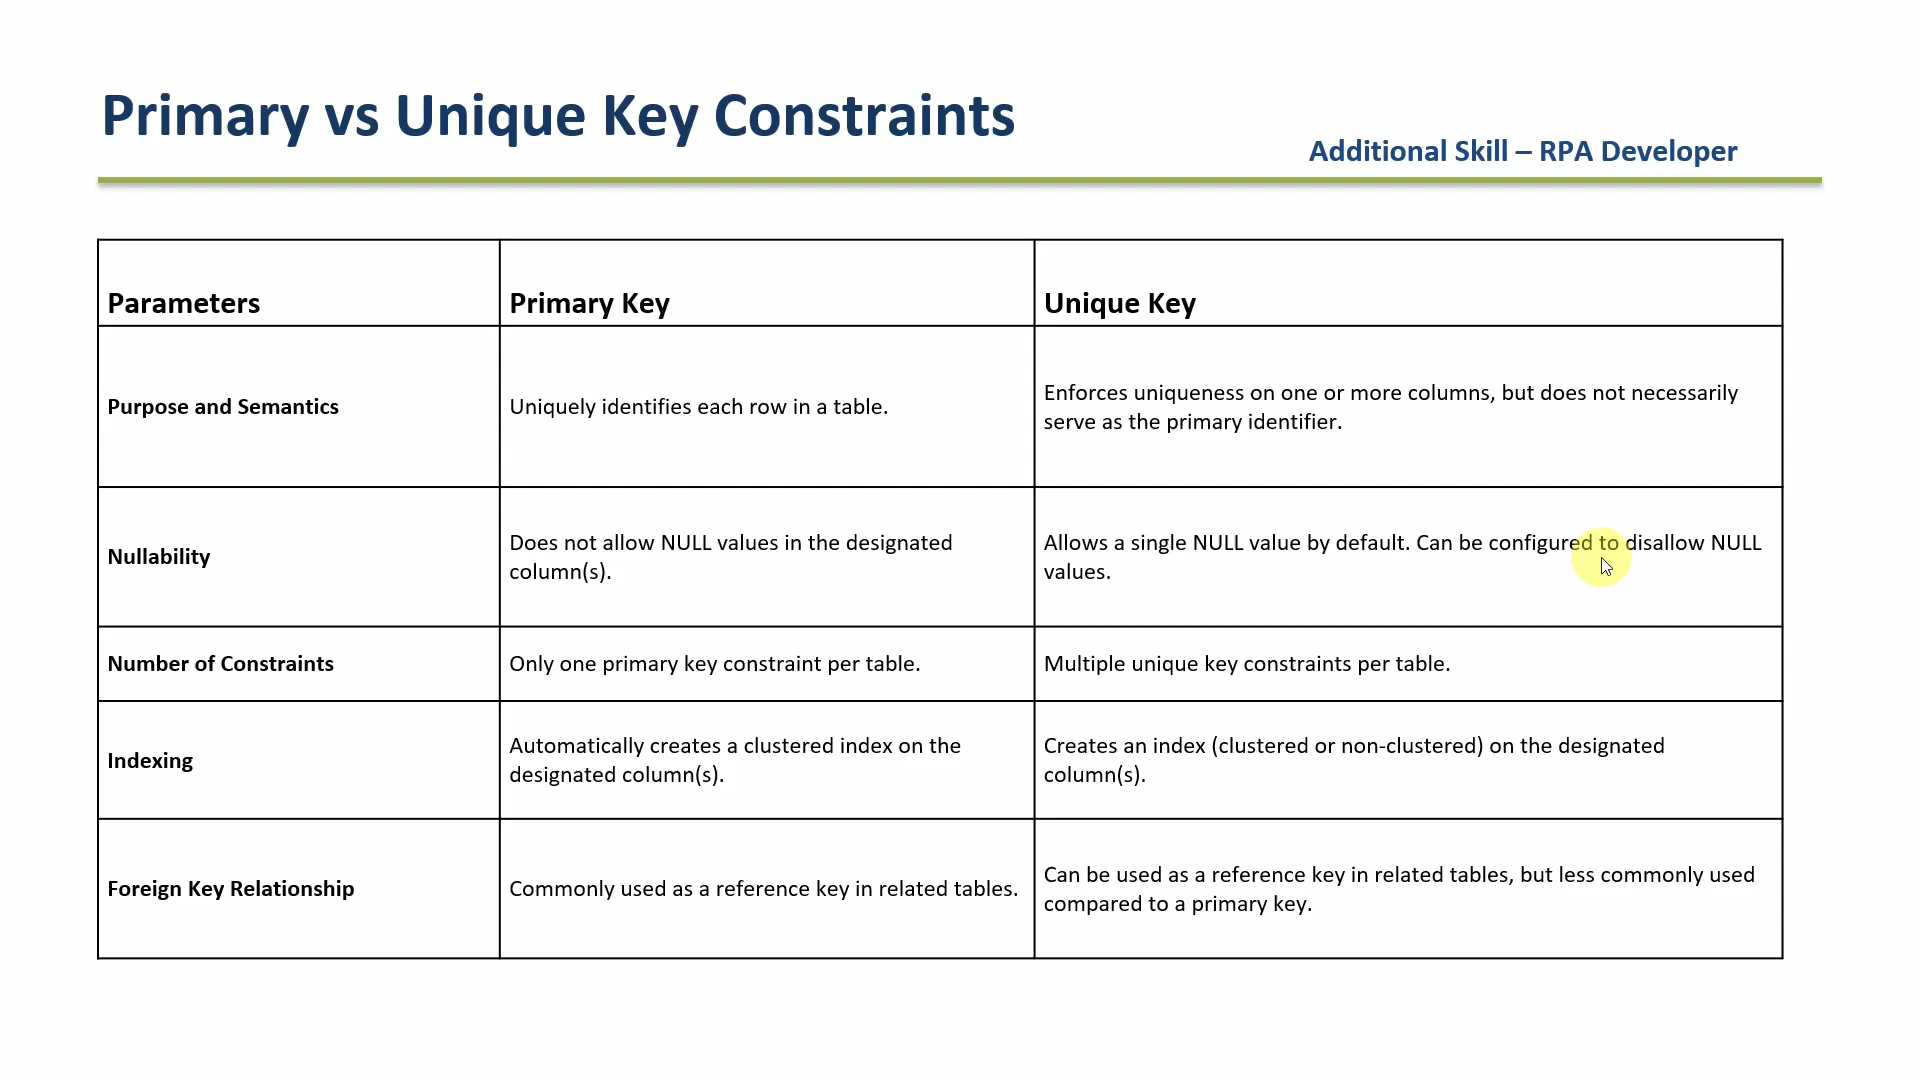 Primary vs Unique Key Constraints
Additional Skill – RPA Developer
Parameters
Primary Key
Unique Key
Purpose and Semantics
Uniquely identifies each row in a table.
Enforces uniqueness on one or more columns, but does not necessarily
serve as the primary identifier.
Nullability
Does not allow NULL values in the designated
column(s).
Allows a single NULL value by default. Can be configured to disallow NULL
values.
Number of Constraints
Only one primary key constraint per table.
Multiple unique key constraints per table.
Indexing
Automatically creates a clustered index on the
designated column(s).
Creates an index (clustered or non-clustered) on the designated
column(s).
Foreign Key Relationship
Commonly used as a reference key in related tables.
Can be used as a reference key in related tables, but less commonly used
compared to a primary key.